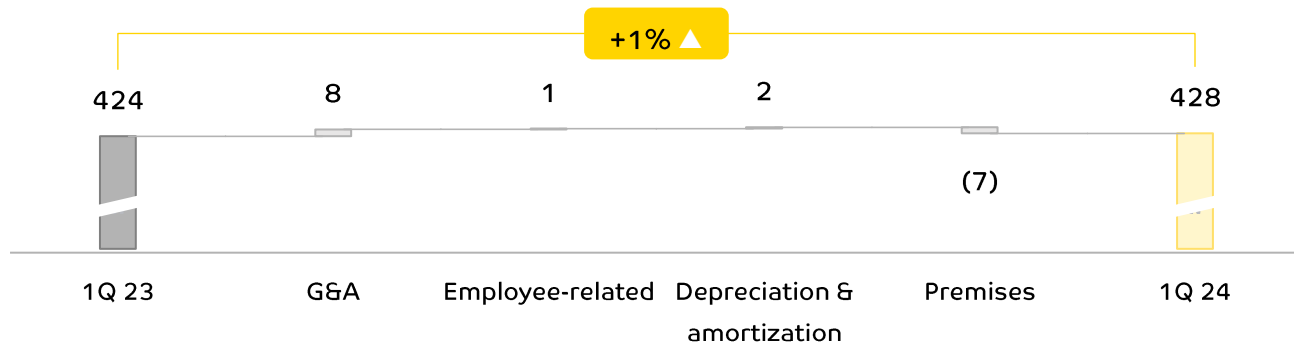 +1%
424
8
1
2
428
(7)
1Q 23
G&A
Employee-related
Depreciation &
amortization
Premises
1Q 24